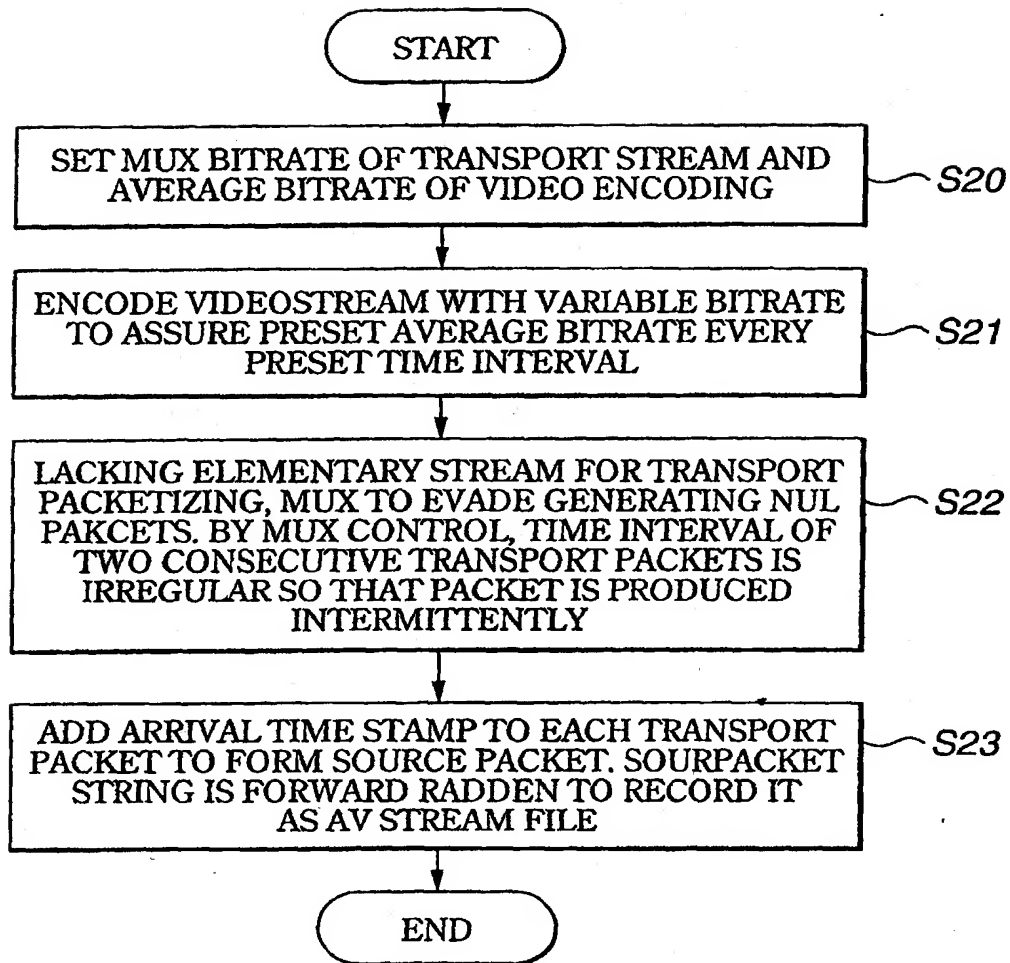 START
SET MUX BITRATE OF TRANSPORT STREAM AND
AVERAGE BITRATE OF VIDEO ENCODING
S20
ENCODE VIDEOSTREAM WITH VARIABLE BITRATE
TO ASSURE PRESET AVERAGE BITRATE EVERY
PRESET TIME INTERVAL
S21
LACKING ELEMENTARY STREAM FOR TRANSPORT
PACKETIZING, MUX TO EVADE GENERATING NUL
PAKCETS. BY MUX CONTROL, TIME INTERVAL OF
TWO CONSECUTIVE TRANSPORT PACKETS IS
IRREGULAR SO THAT PACKET IS PRODUCED
INTERMITTENTLY
S22
ADD ARRIVAL TIME STAMP TO EACH TRANSPORT
PACKET TO FORM SOURCE PACKET. SOURPACKET
STRING IS FORWARD RADDEN TO RECORD IT
AS AV STREAM FILE
S23
END